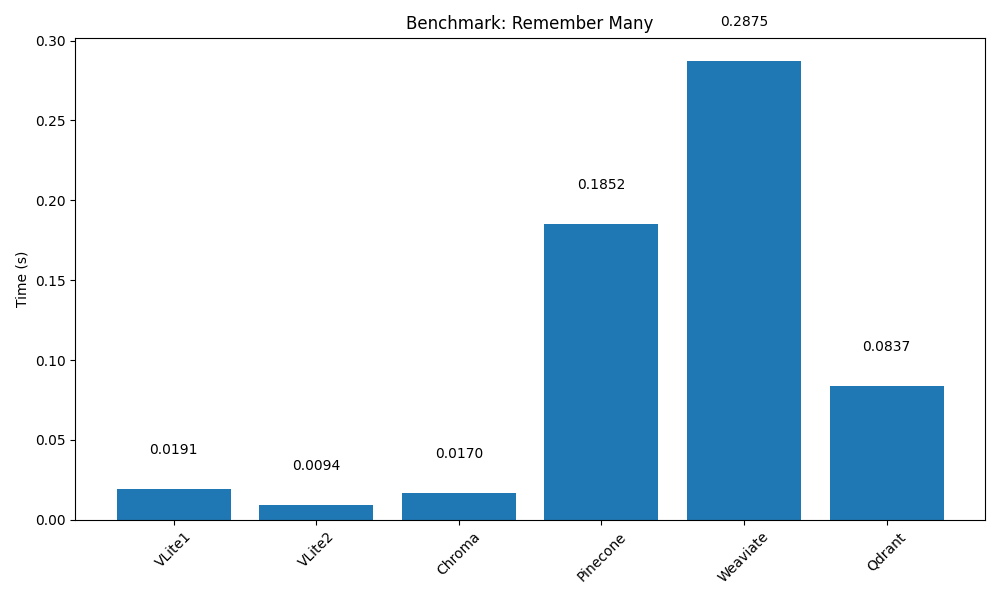 Benchmark: Remember Many
0.2875
0.30
0.25
0.1852
0.20
Time (s)
0.15
0.10
0.0837
0.05
0.0191
0.0094
0.0170
0.00
VLite1
VLite2
Chroma
Pinecone
Weaviate
Qdrant